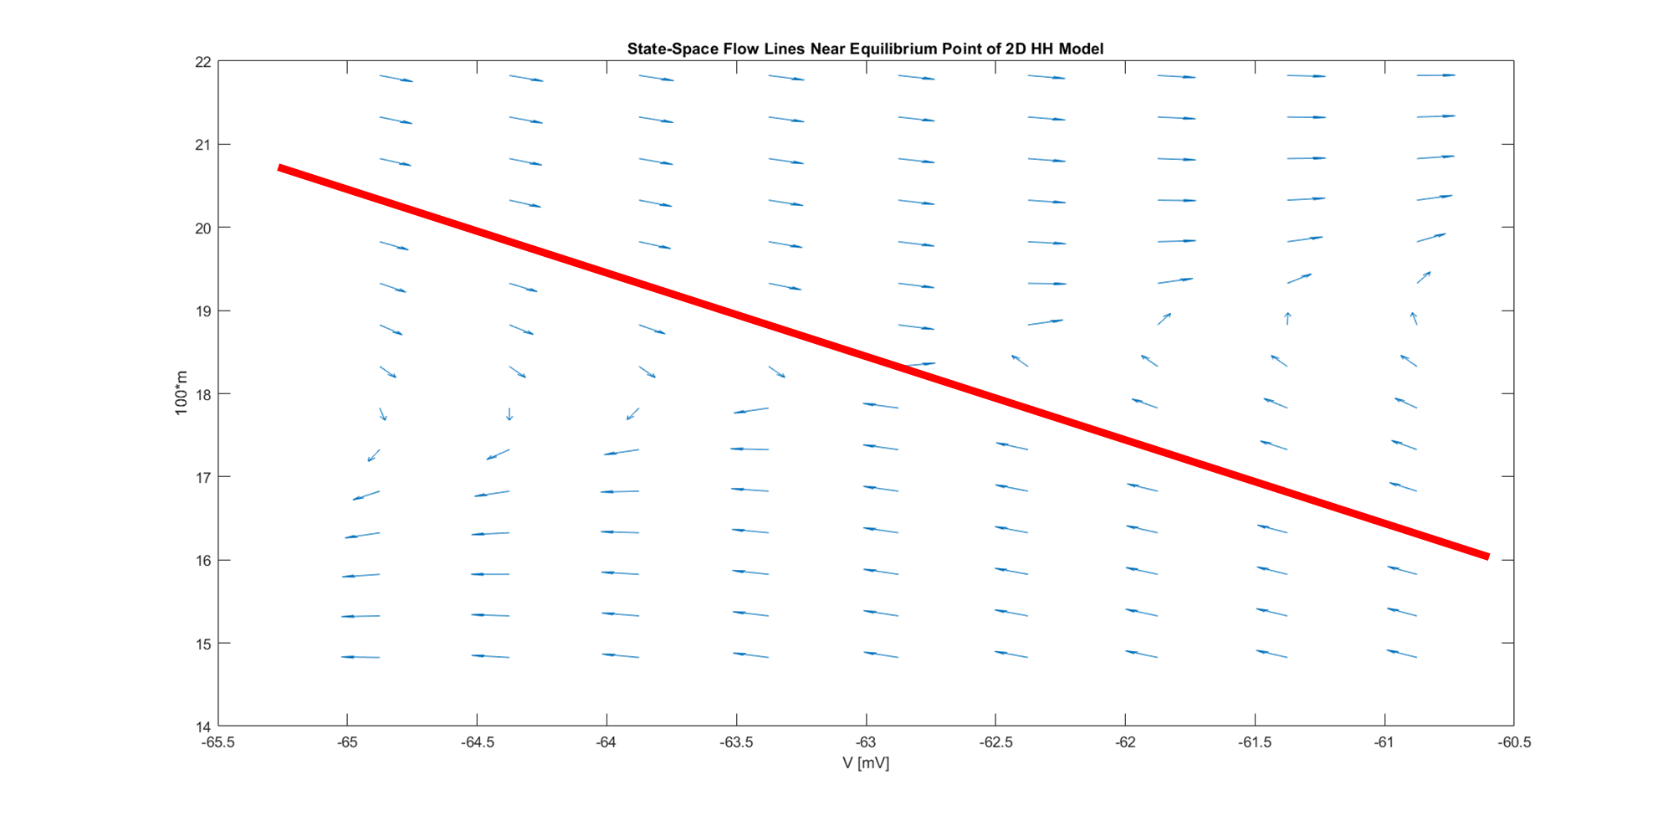 State-Space Flow Lines Near Equilibrium Point of 2D HH Model
22
21
20
19
18
17
16
15
14
100*m
-65.5 -65 -64.5 -64 -63.5 -63 -62.5 -62 -61.5 -61 -60.5
V [mV]